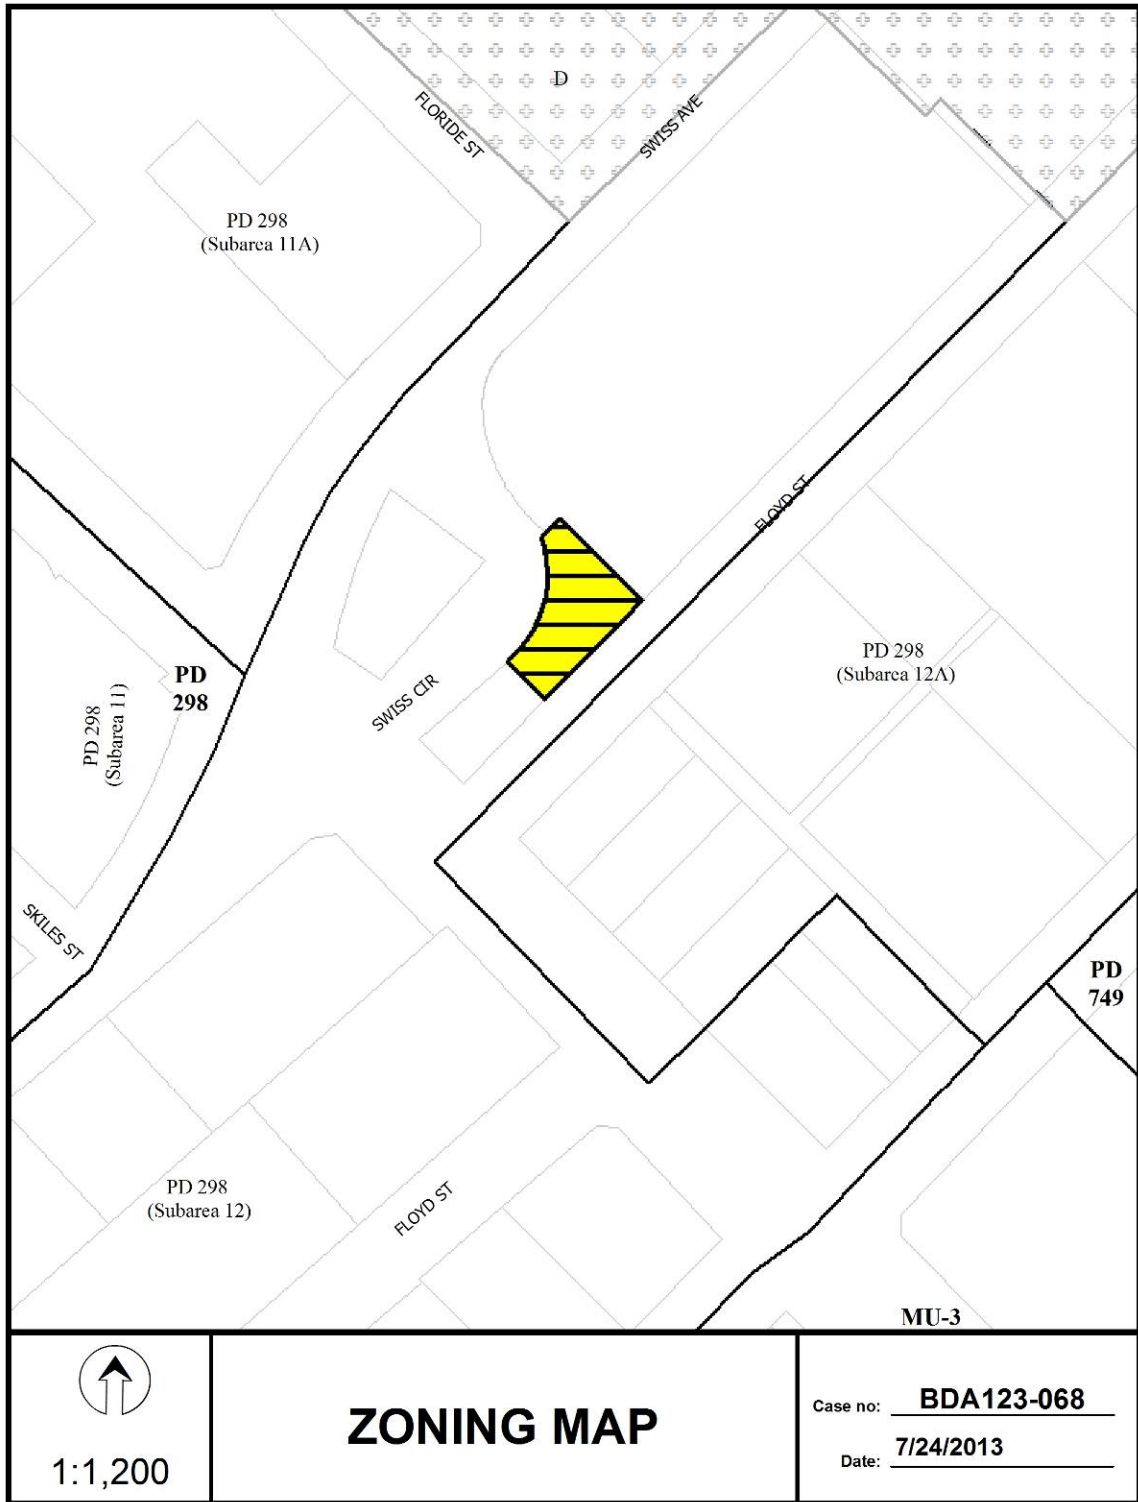 D
FLORIDE ST
SWISS AVE
PD 298
(Subarea 11A)
FLOYD ST
PD 298
(Subarea 12A)
PD
298
SWISS CIR
PD 298
(Subarea 11)
SKILES ST
PD
749
PD 298
(Subarea 12)
FLOYD ST
MU-3
1:1,200
ZONING MAP
Case no: BDA123-068
Date: 7/24/2013